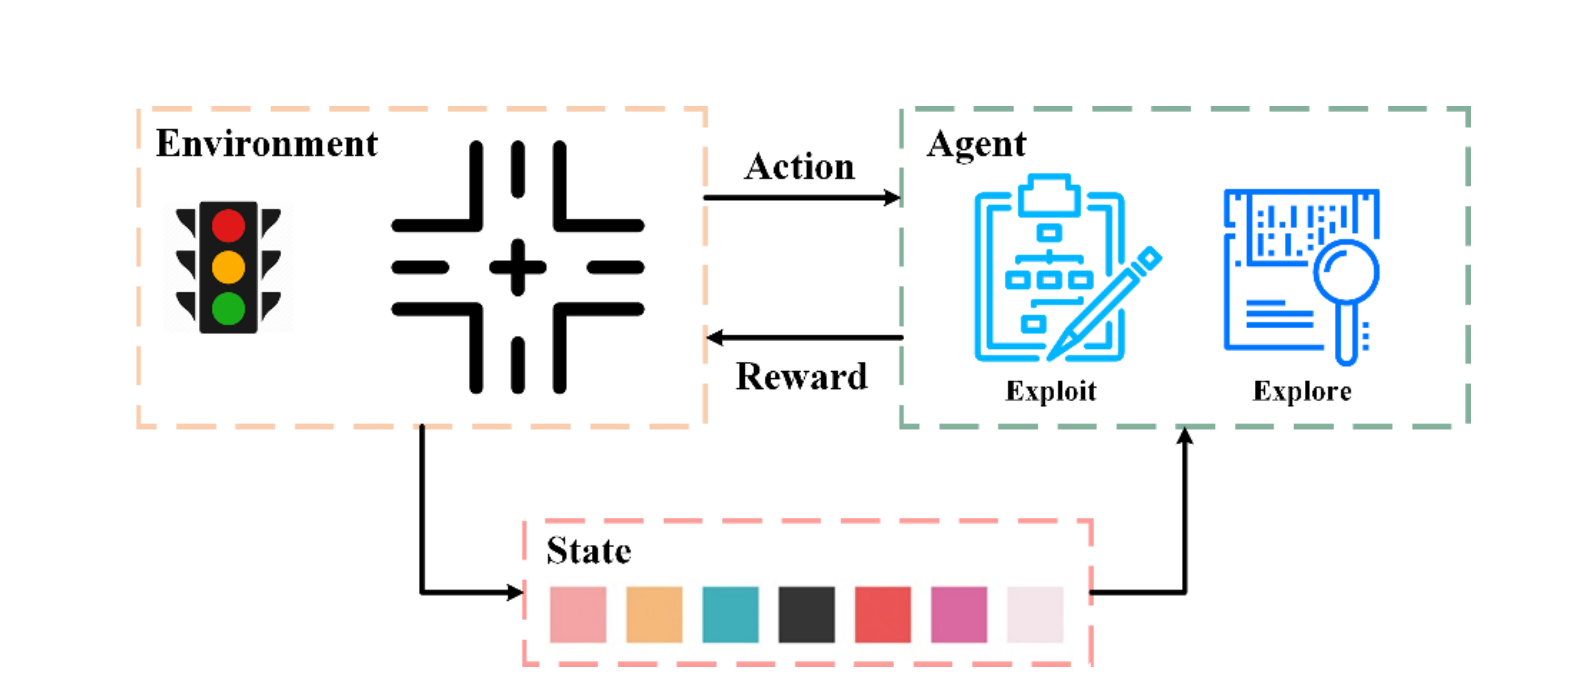 Environment
Action
Agent
Reward
Exploit
Explore
State